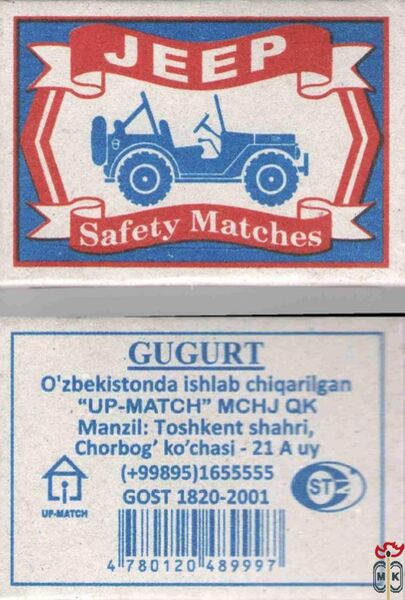 JEEP
Safety Matches
GUGURT
O'zbekistonda ishlab chiqarilgan
"UP-MATCH" MCHJ QK
Manzil: Toshkent shahri,
Chorbog' ko'chasi - 21 A uy
(+99895)1655555
GOST 1820-2001
UP-MATCH
STZ
4 780120 489997
M K